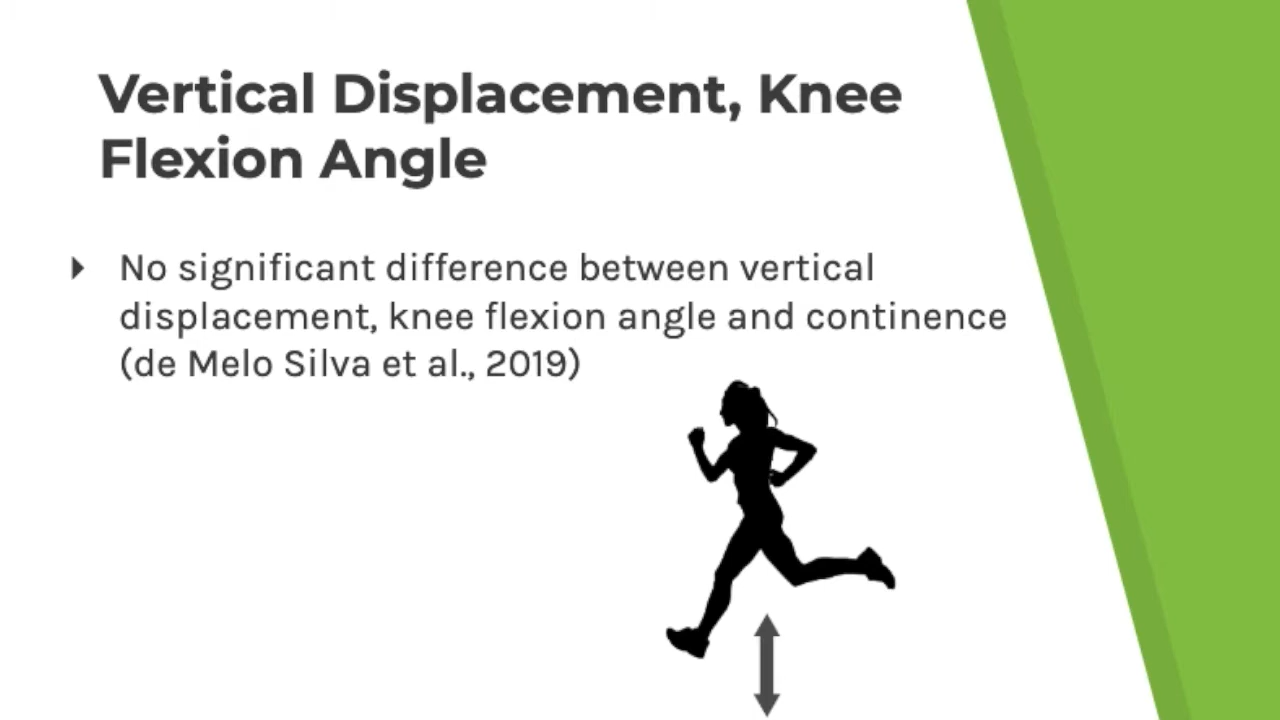 Vertical Displacement, Knee
Flexion Angle
No significant difference between vertical
displacement, knee flexion angle and continence
(de Melo Silva et al., 2019)